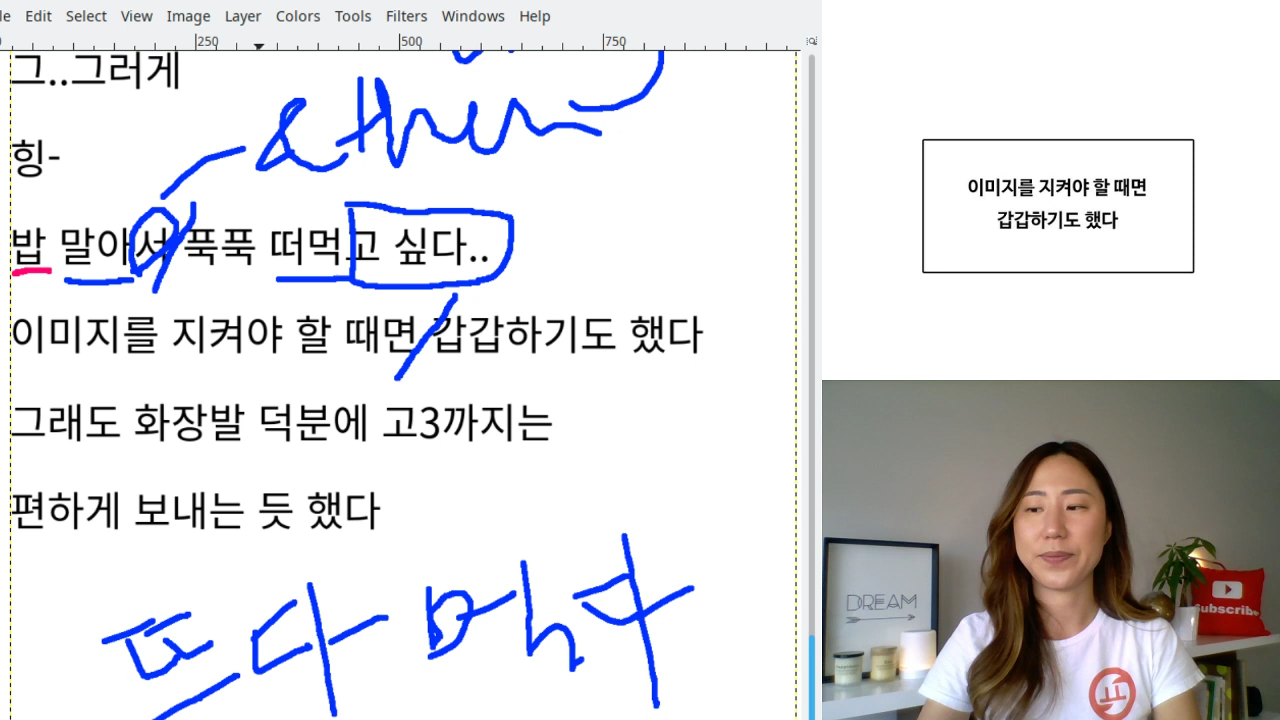 Edit Select View Image Layer Colors Tools Filters Windows Help
250 500 750
그..그러게
& then
힝-
밥 말아서 푹푹 떠먹고 싶다..
이미지를 지켜야 할 때면 갑갑하기도 했다
그래도 화장발 덕분에 고3까지는
편하게 보내는 듯 했다
뜨다 먹다
이미지를 지켜야 할 때면
갑갑하기도 했다
DREAM
Subscribe